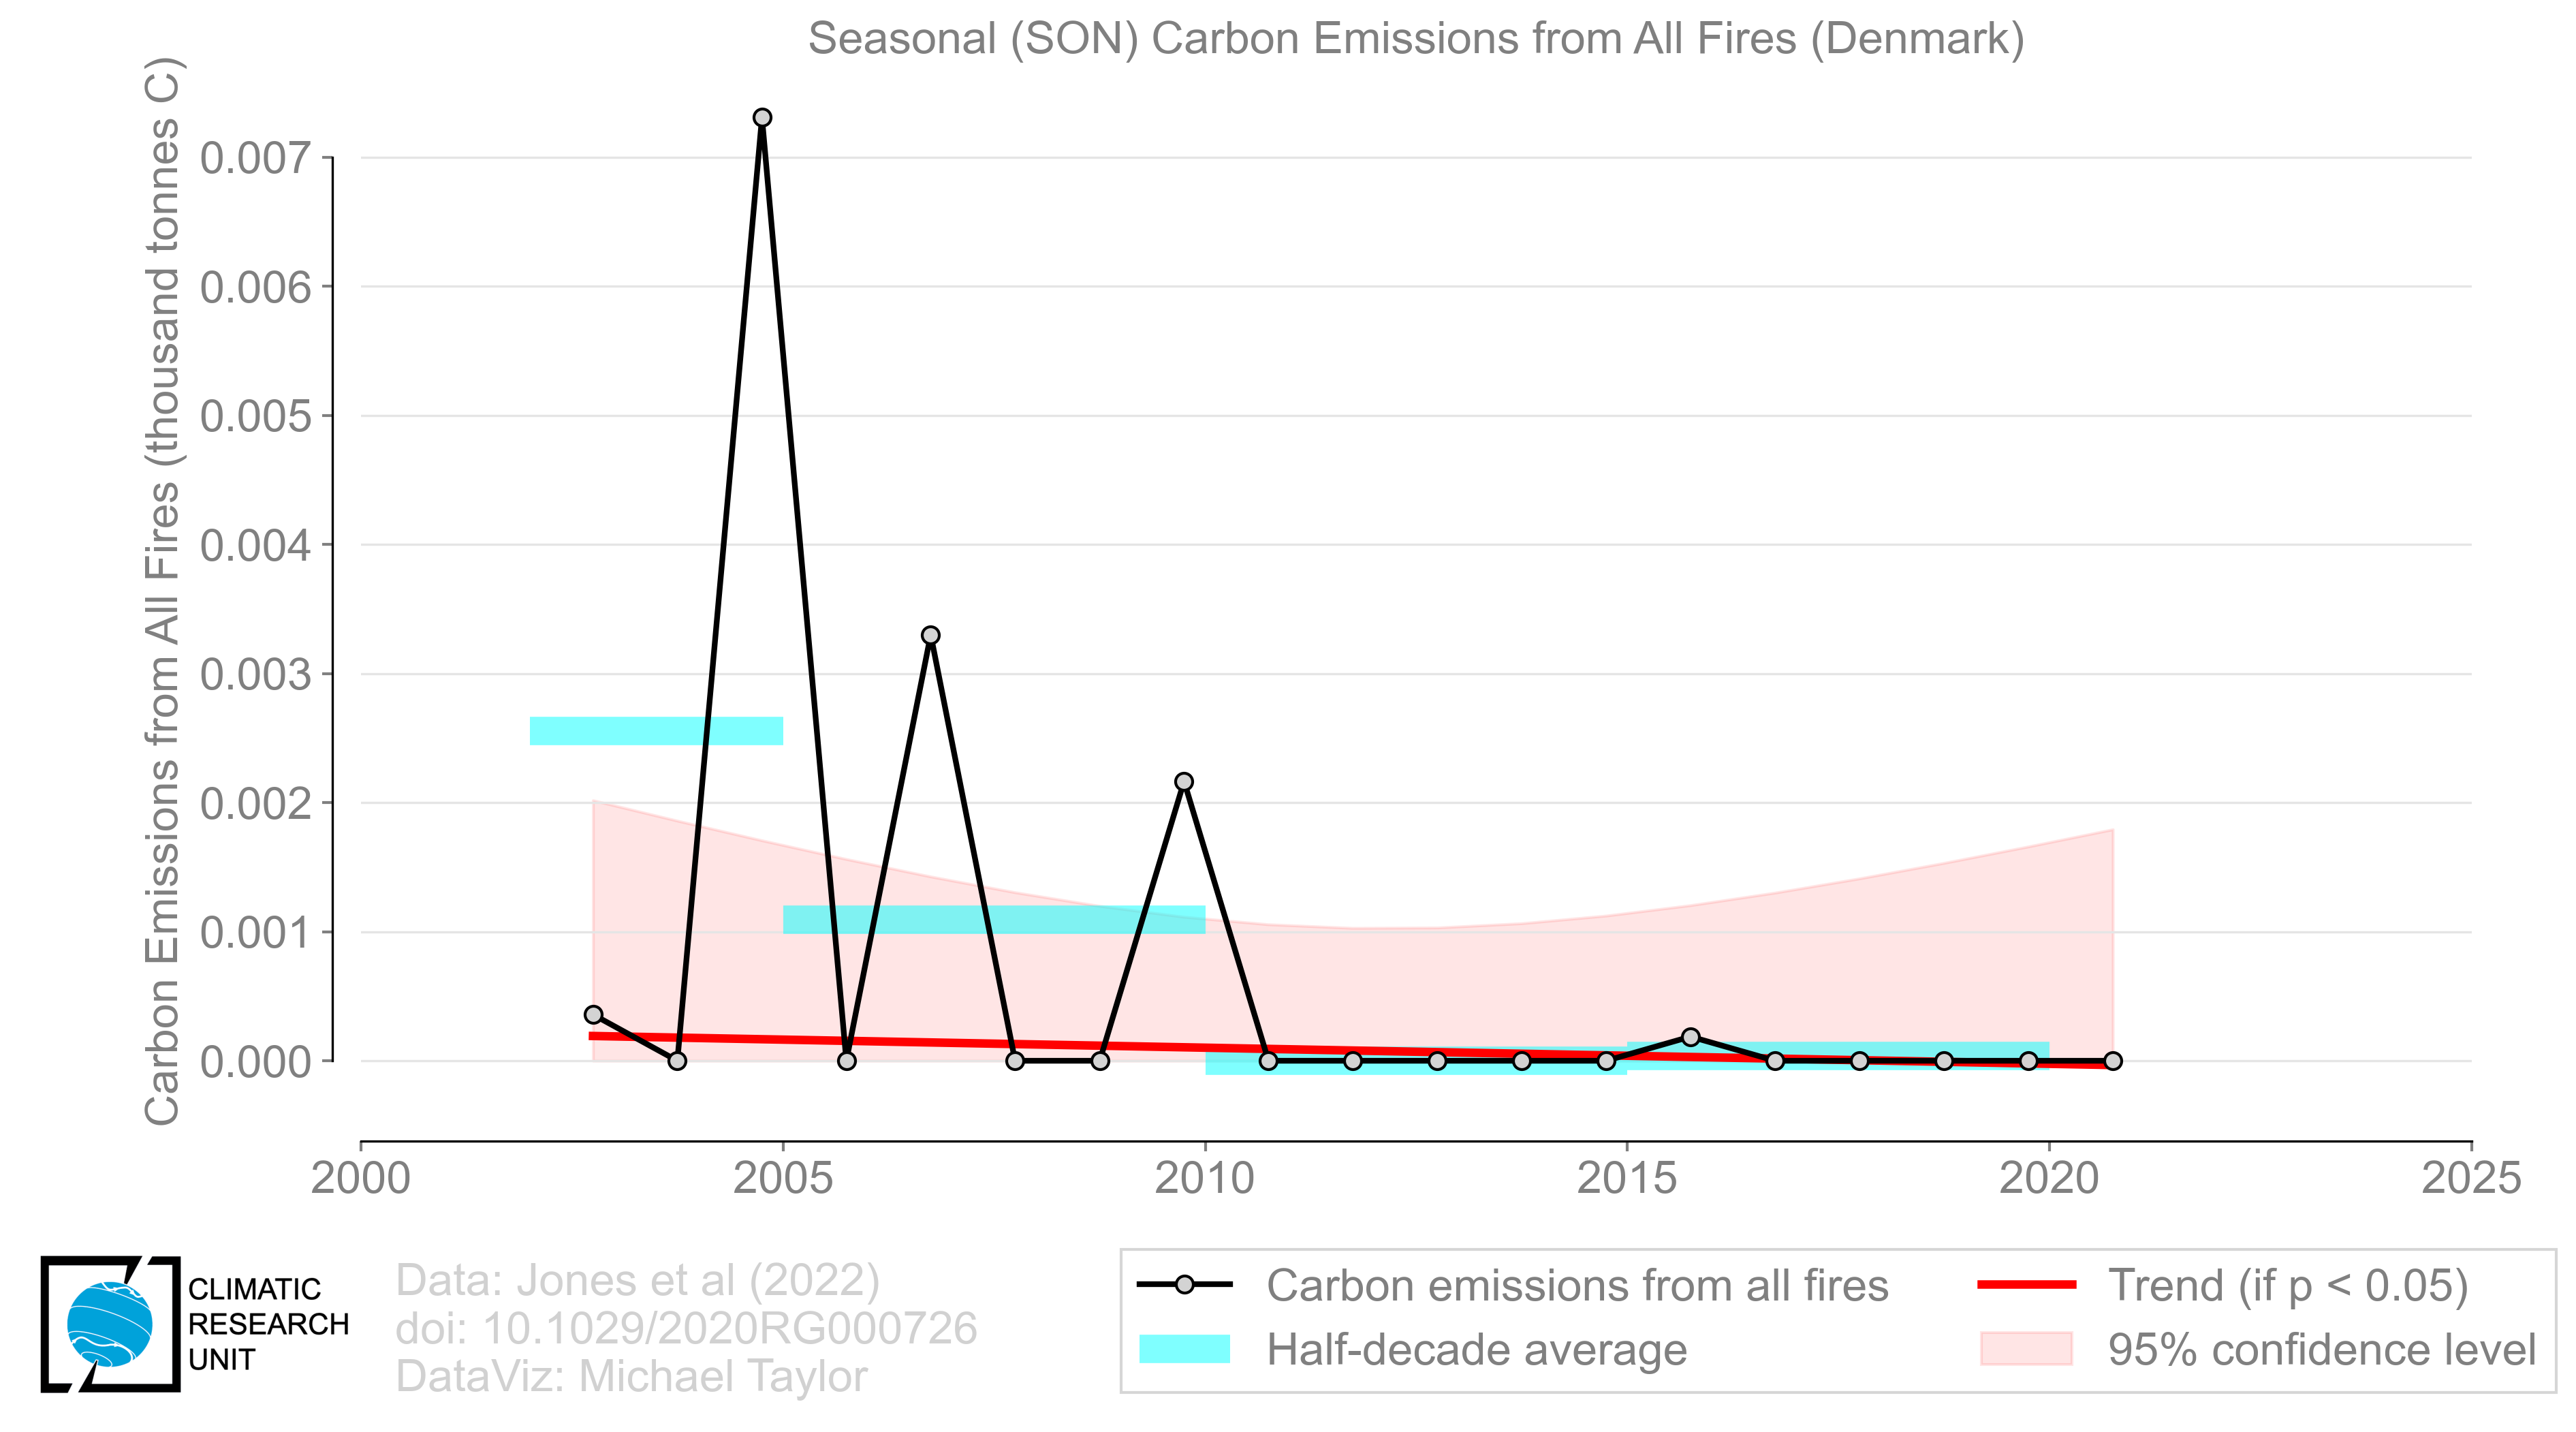 Seasonal (SON) Carbon Emissions from All Fires (Denmark)
Carbon Emissions from All Fires (thousand tonnes C)
0.007
0.006
0.005
0.004
0.003
0.002
0.001
0.000
2000 2005 2010 2015 2020 2025
CLIMATIC
RESEARCH
UNIT
Data: Jones et al (2022)
doi: 10.1029/2020RG000726
DataViz: Michael Taylor
Carbon emissions from all fires
Half-decade average
Trend (if p < 0.05)
95% confidence level